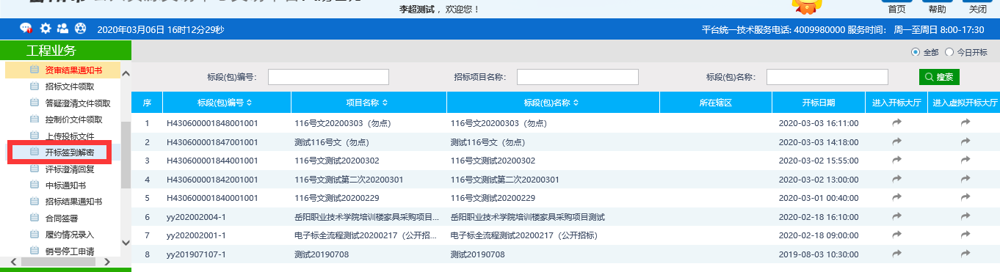 李超测试 ，欢迎您！
首页 帮助 关闭
2020年03月06日 16时12分29秒
平台统一技术服务电话: 4009980000 服务时间： 周一至周日 8:00-17:30
工程业务
全部 今日开标
资审结果通知书
招标文件领取
答疑澄清文件领取
控制价文件领取
上传投标文件
开标签到解密
评标澄清回复
中标通知书
招标结果通知书
合同签署
履约情况录入
销号停工申请
标段(包)编号: 招标项目名称: 标段(包)名称: 搜索
序 标段(包)编号 项目名称 标段(包)名称 所在辖区 开标日期 进入开标大厅 进入虚拟开标大厅
1 H430600001848001001 116号文20200303（勿点） 116号文20200303（勿点） 2020-03-03 16:11:00
2 H430600001847001001 测试116号文（勿点） 测试116号文（勿点） 2020-03-03 14:18:00
3 H430600001844001001 116号文测试20200302 116号文测试20200302 2020-03-02 15:55:00
4 H430600001842001001 116号文测试第二次20200301 116号文测试第二次20200301 2020-03-02 13:00:00
5 H430600001840001001 116号文测试20200229 116号文测试20200229 2020-03-01 00:40:00
6 yy202002004-1 岳阳职业技术学院培训楼家具采购项目... 岳阳职业技术学院培训楼家具采购项目测试 2020-02-18 16:10:00
7 yy202002001-1 电子标全流程测试20200217（公开招... 电子标全流程测试20200217（公开招标） 2020-02-18 09:00:00
8 yy201907107-1 测试20190708 测试20190708 2019-08-03 10:30:00